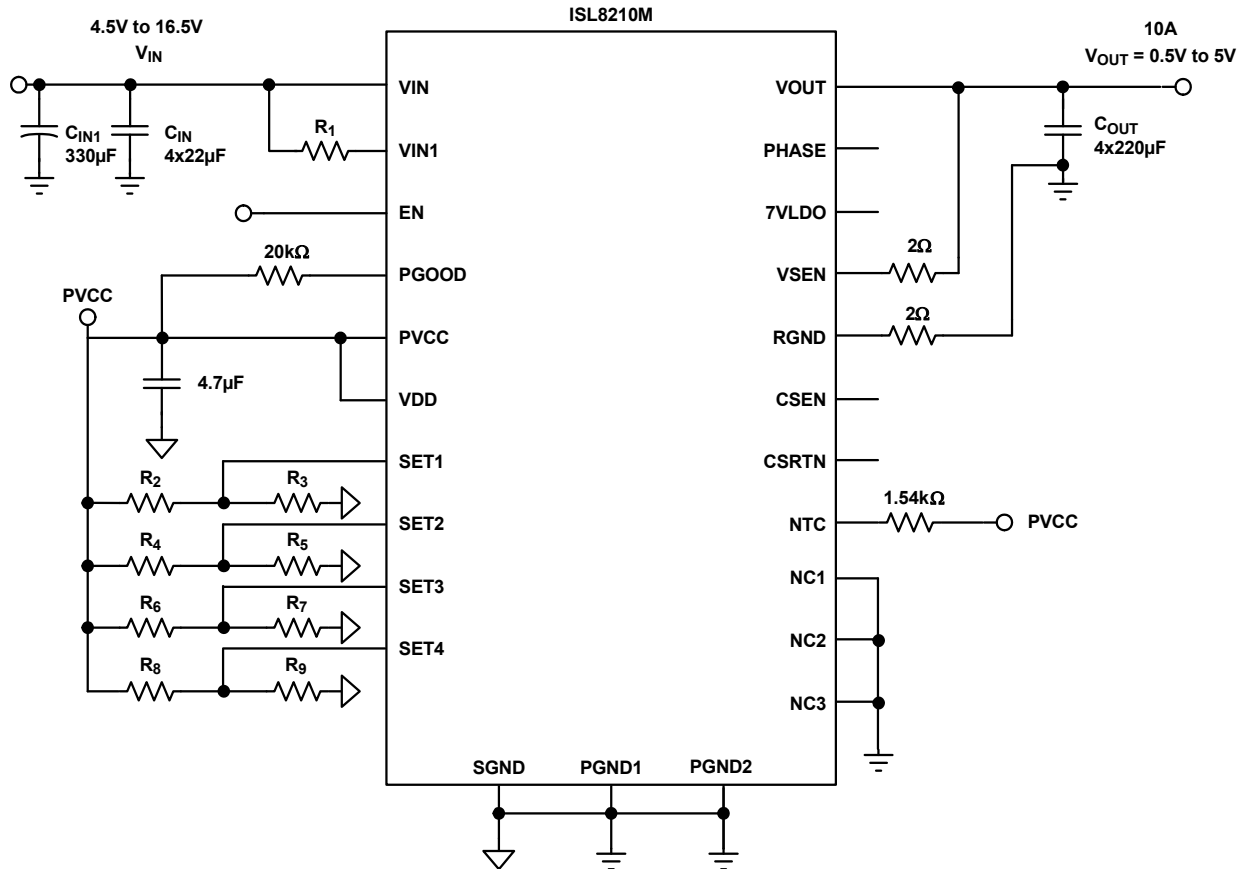 ISL8210M
4.5V to 16.5V
VIN
10A
VOUT = 0.5V to 5V
VIN
VOUT
CIN1
330µF
CIN
4x22µF
R1
VIN1
PHASE
COUT
4x220µF
EN
7VLDO
20kΩ
PGOOD
VSEN
2Ω
PVCC
PVCC
RGND
2Ω
4.7µF
VDD
CSEN
SET1
CSRTN
R2
R3
1.54kΩ
SET2
NTC
PVCC
R4
R5
SET3
NC1
R6
R7
SET4
NC2
R8
R9
NC3
SGND
PGND1
PGND2